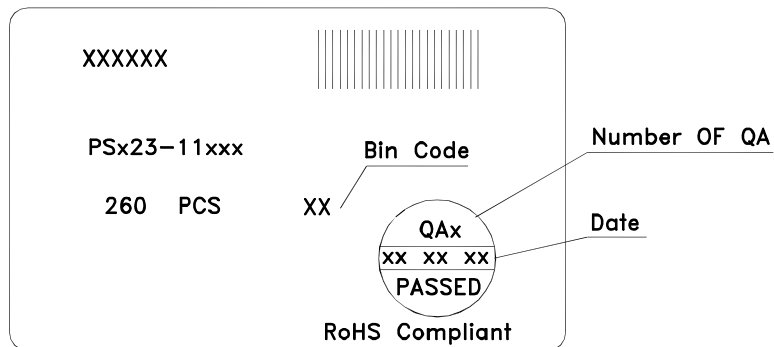 XXXXXX
PSx23-11xxx
Bin Code
Number OF QA
260 PCS
XX
QAx
Date
XX XX XX
PASSED
RoHS Compliant